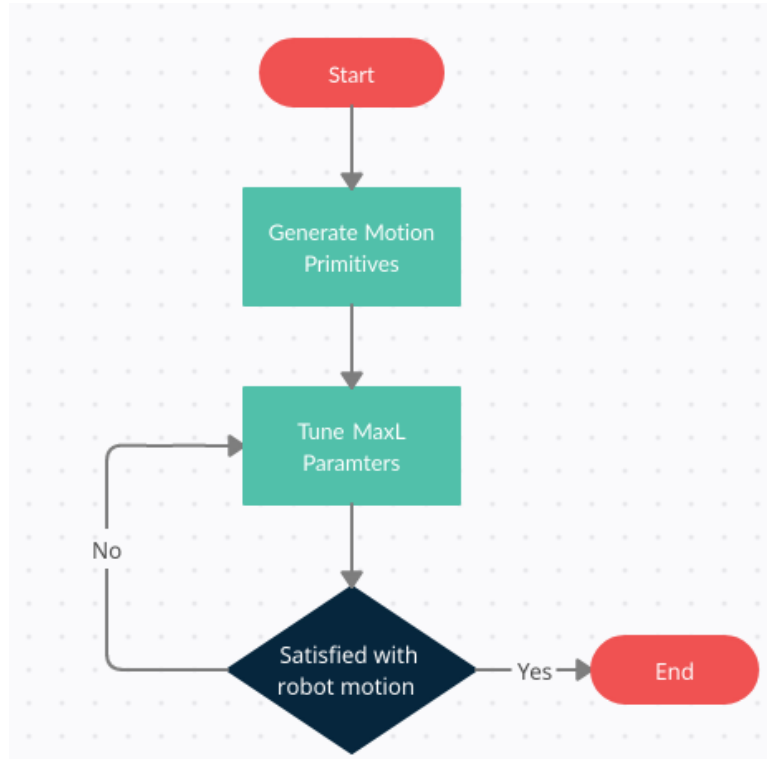 Start
Generate Motion
Primitives
Tune MaxL
Paramters
No
Satisfied with
robot motion
Yes
End